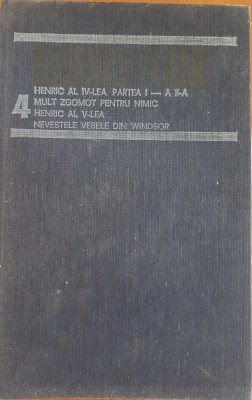 HENRIC AL IV-LEA, PARTEA I — A II-A
4
MULT ZGOMOT PENTRU NIMIC
HENRIC AL V-LEA
NEVESTELE VESELE DIN WINDSOR